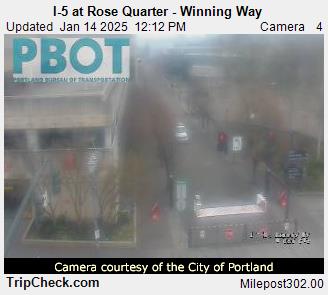 I-5 at Rose Quarter - Winning Way
Updated Jan 14 2025 12:12 PM Camera 4
PBOT
PORTLAND BUREAU OF TRANSPORTATION
Camera courtesy of the City of Portland
TripCheck.com Milepost302.00